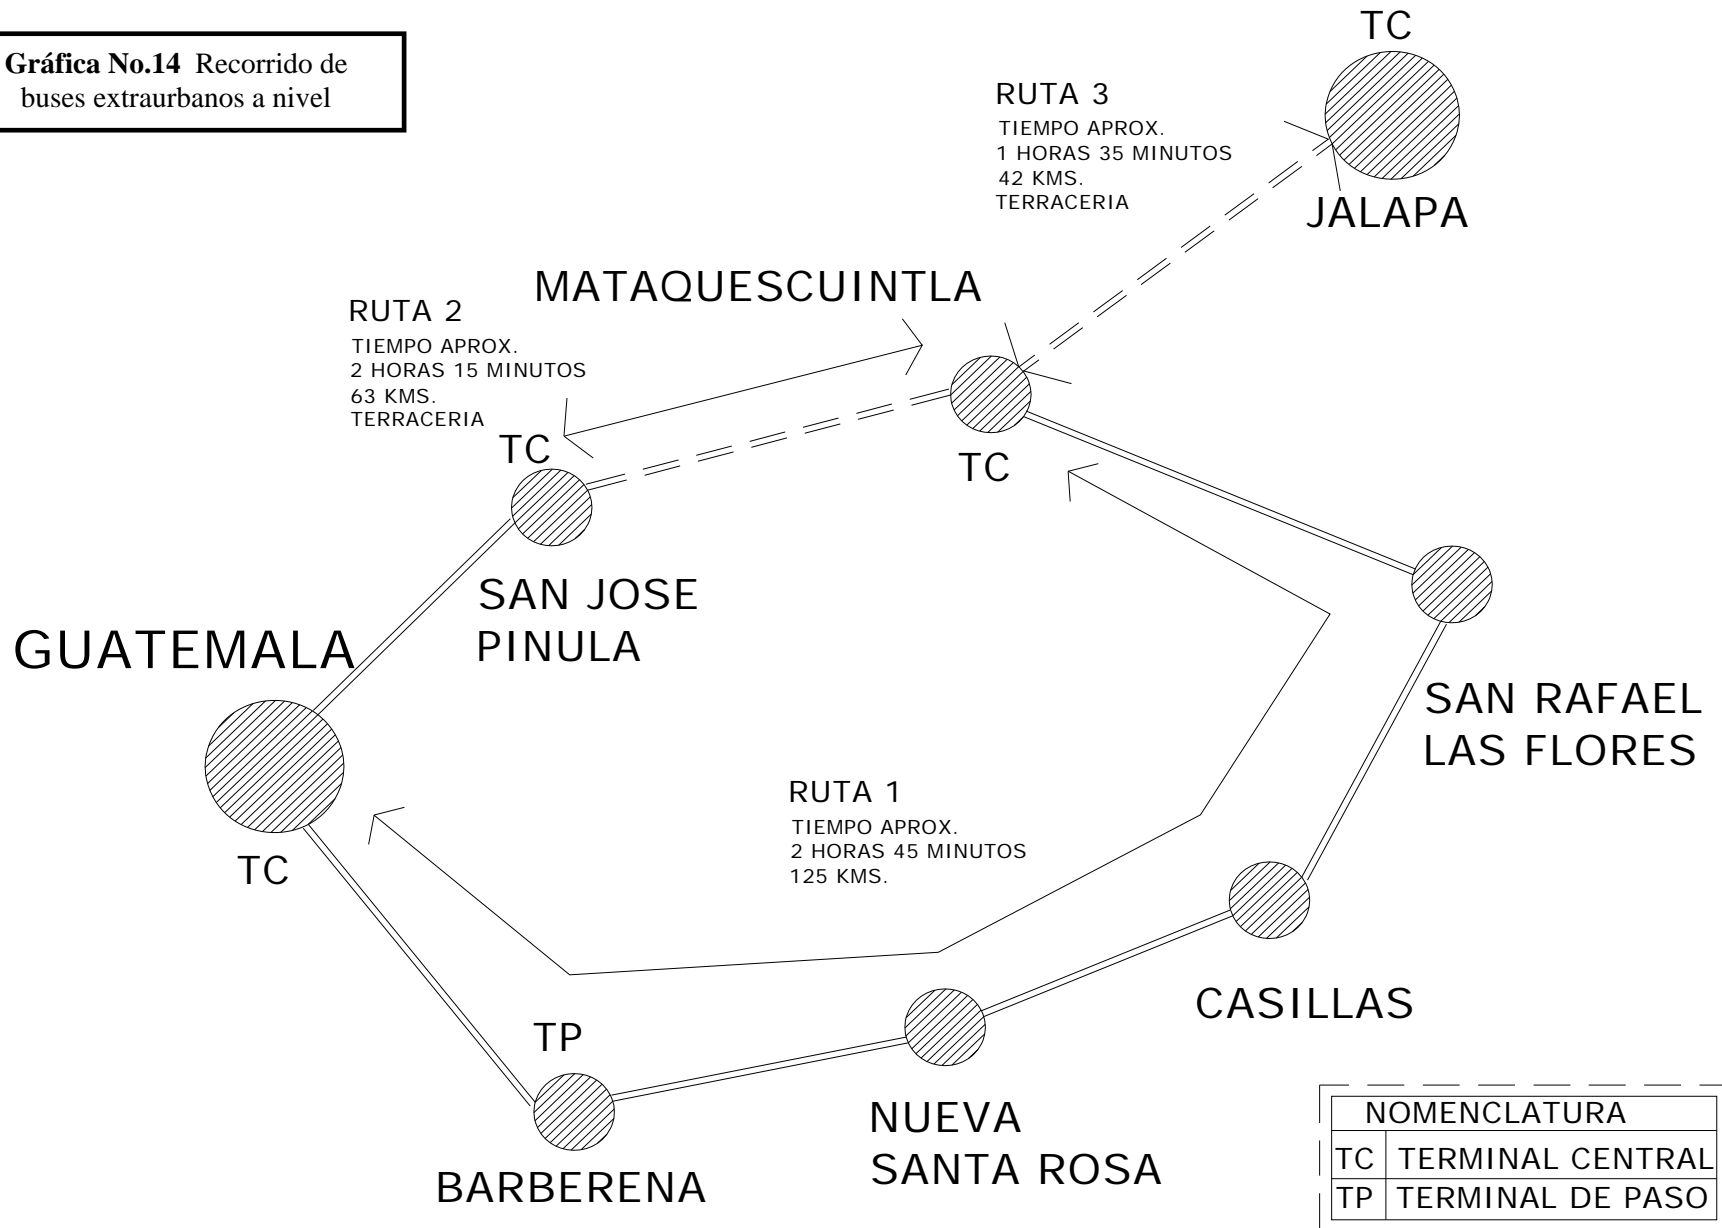 Gráfica No.14 Recorrido de
buses extraurbanos a nivel
TC
JALAPA
RUTA 3
TIEMPO APROX.
1 HORAS 35 MINUTOS
42 KMS.
TERRACERIA
MATAQUESCUINTLA
TC
RUTA 2
TIEMPO APROX.
2 HORAS 15 MINUTOS
63 KMS.
TERRACERIA
TC
SAN JOSE
PINULA
GUATEMALA
TC
SAN RAFAEL
LAS FLORES
RUTA 1
TIEMPO APROX.
2 HORAS 45 MINUTOS
125 KMS.
CASILLAS
TP
BARBERENA
NUEVA
SANTA ROSA
NOMENCLATURA
TC TERMINAL CENTRAL
TP TERMINAL DE PASO